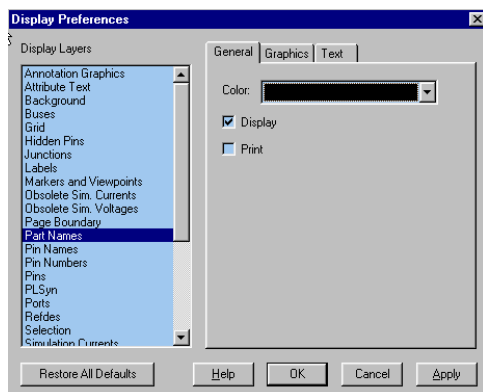 Display Preferences
Display Layers
General Graphics Text
Annotation Graphics
Attribute Text
Background
Buses
Grid
Hidden Pins
Junctions
Labels
Markers and Viewpoints
Obsolete Sim. Currents
Obsolete Sim. Voltages
Page Boundary
Part Names
Pin Names
Pin Numbers
Pins
PLSyn
Ports
Refdes
Selection
Simulation Currents
Color:
Display
Print
Restore All Defaults Help OK Cancel Apply